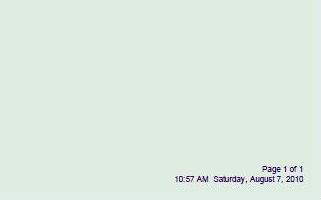 Page 1 of 1
10:57 AM  Saturday, August 7, 2010